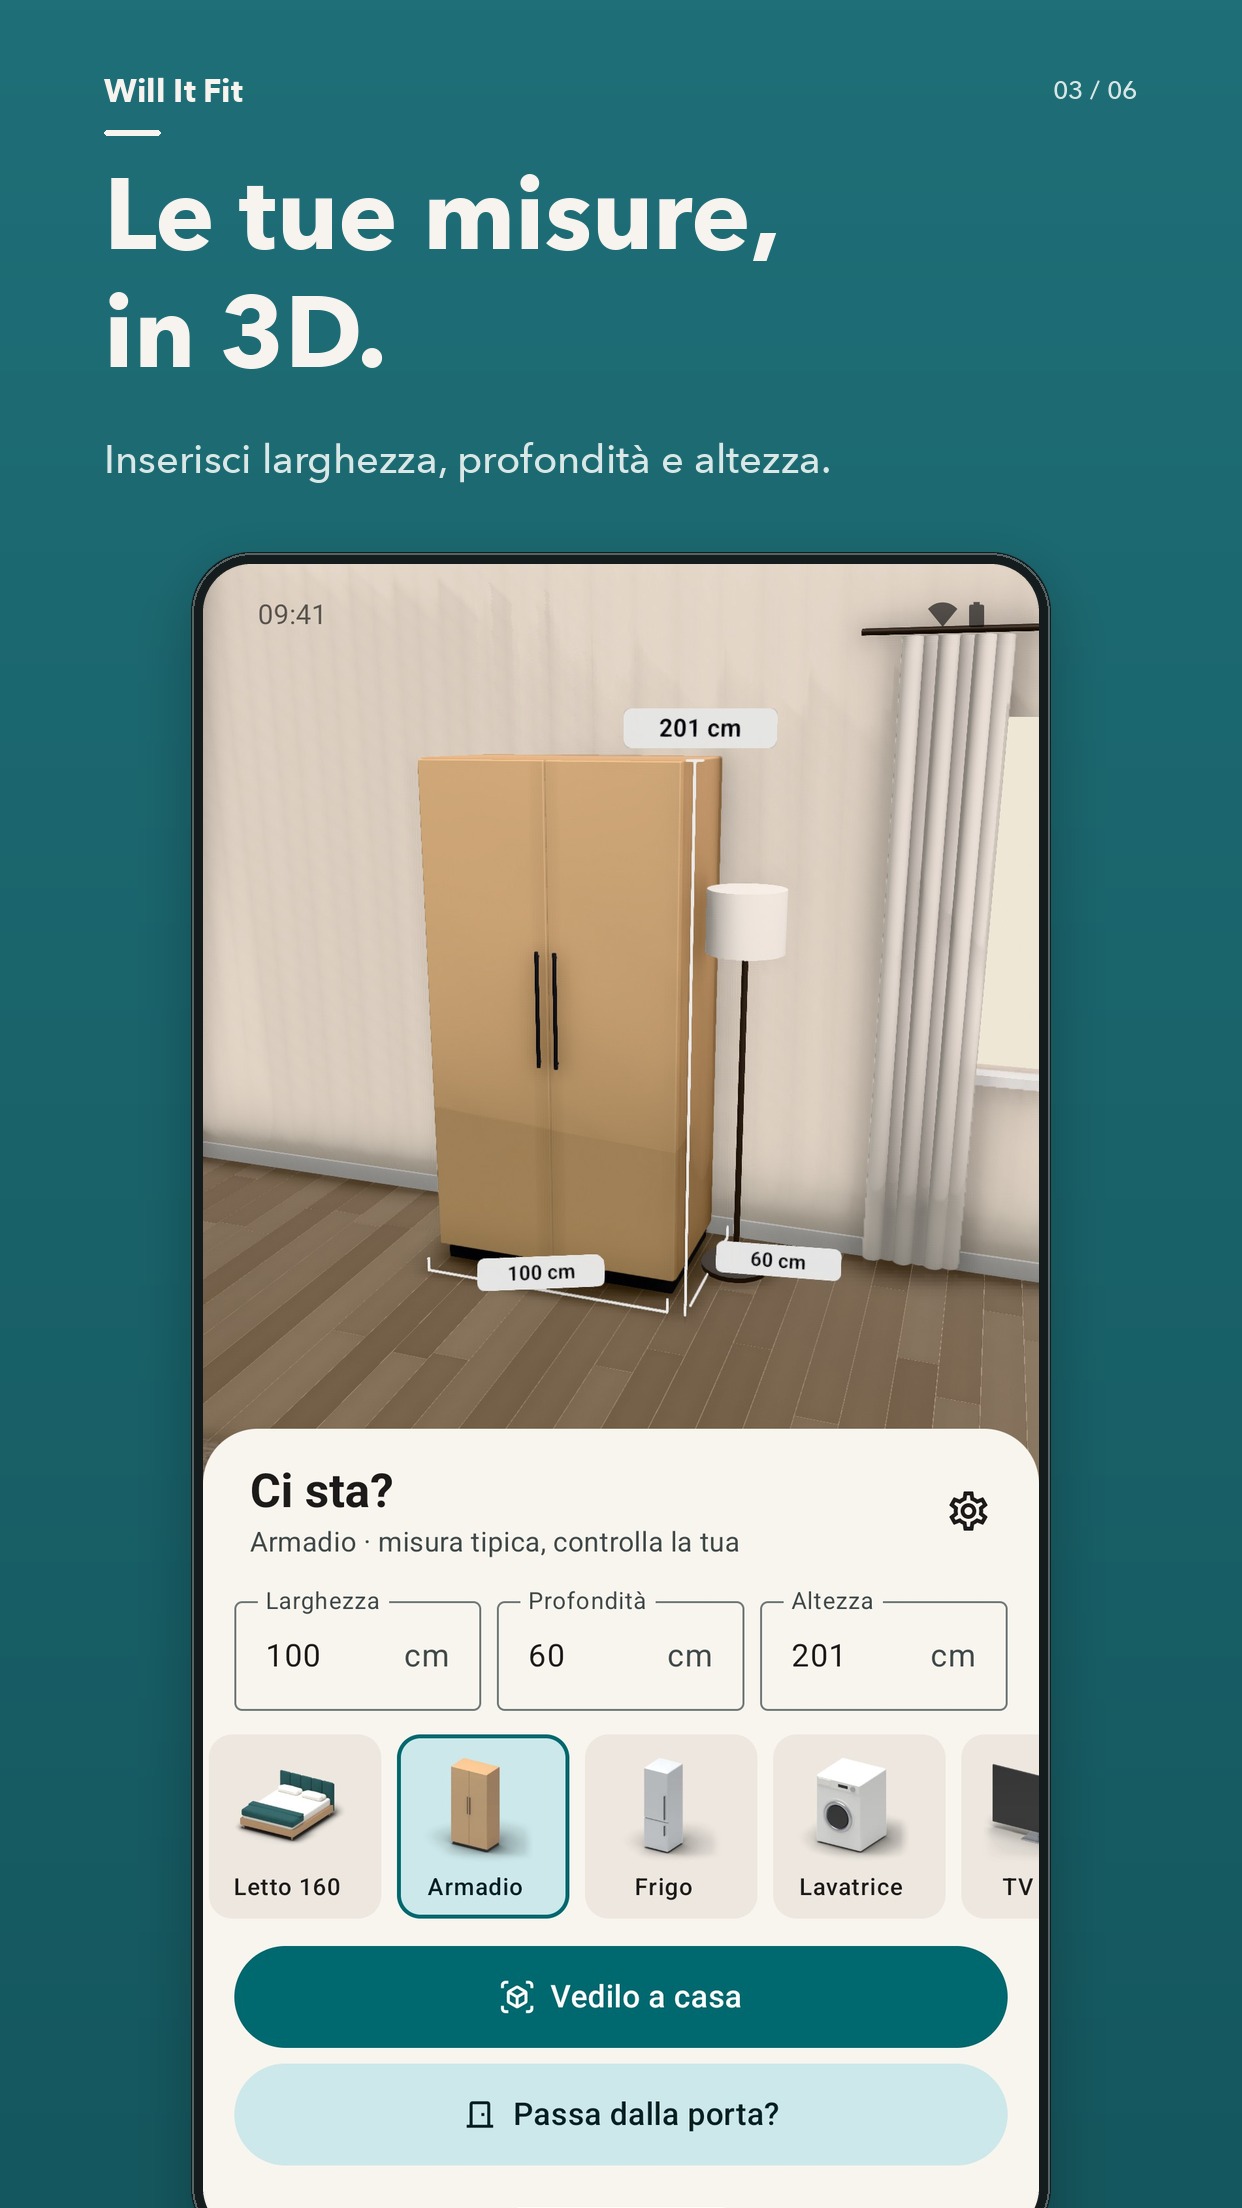 Will It Fit
03 / 06
Le tue misure,
in 3D.
Inserisci larghezza, profondità e altezza.
09:41
201 cm
100 cm
60 cm
Ci sta?
Armadio · misura tipica, controlla la tua
Larghezza
Profondità
Altezza
100 cm
60 cm
201 cm
Letto 160
Armadio
Frigo
Lavatrice
TV
Vedilo a casa
Passa dalla porta?